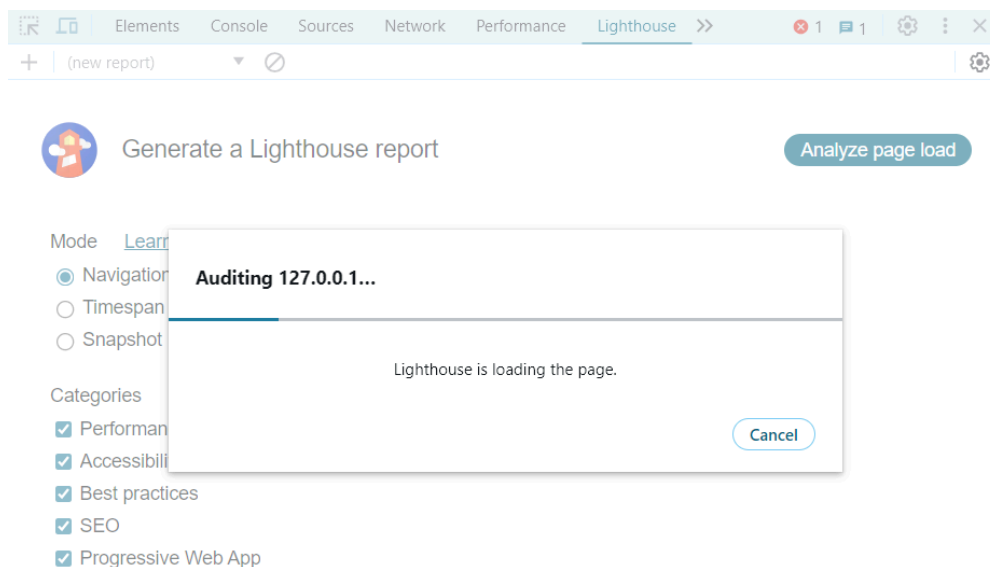 Elements Console Sources Network Performance Lighthouse 1 1
(new report)
Generate a Lighthouse report
Analyze page load
Mode Learn
Navigation
Auditing 127.0.0.1...
Timespan
Snapshot
Lighthouse is loading the page.
Categories
Performan
Cancel
Accessibili
Best practices
SEO
Progressive Web App